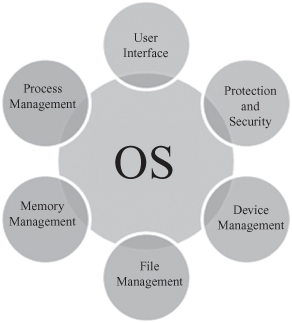 User
Interface
Process
Management
Protection
and
Security
OS
Memory
Management
Device
Management
File
Management